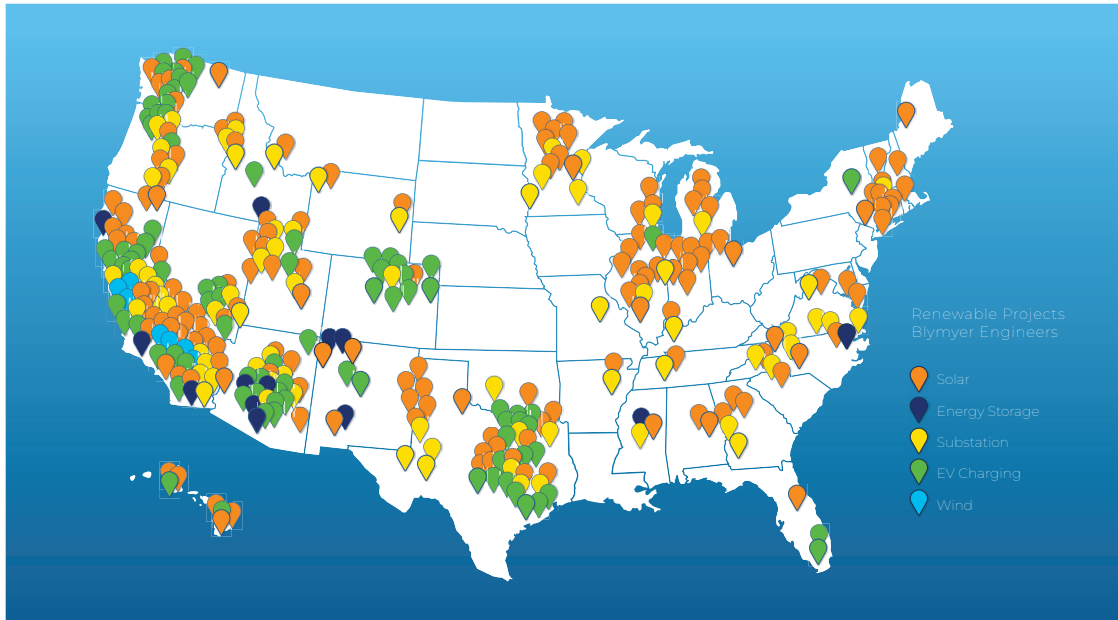 Renewable Projects
Blymyer Engineers
Solar
Energy Storage
Substation
EV Charging
Wind